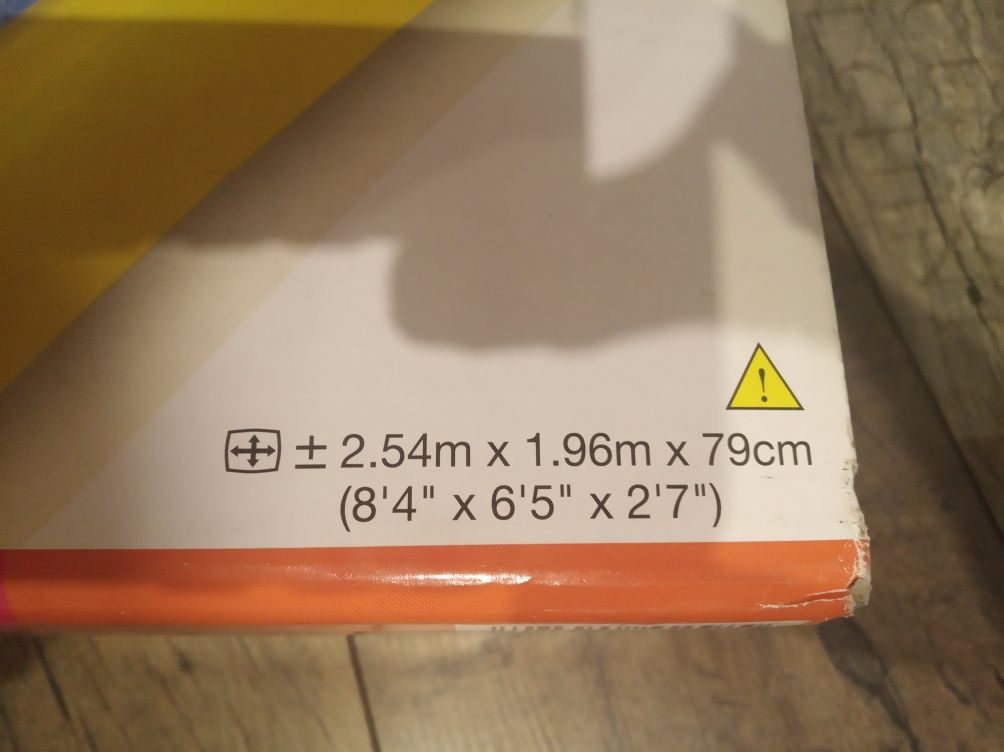 ± 2.54m x 1.96m x 79cm
(8'4" x 6'5" x 2'7")